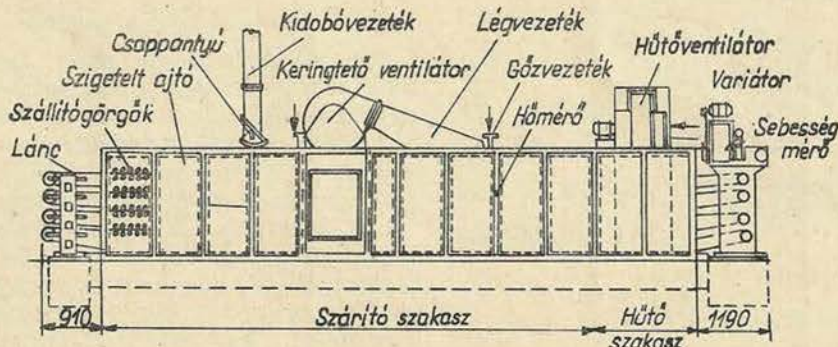 Csappantyú
Szigetelt ajtó
Szállítógörgők
Lánc
Kidobóvezeték
Keringtető ventilátor
Légvezeték
Gőzvezeték
Hőmérő
Hűtőventilátor
Variátor
Sebesség
mérő
910
Szárító szakasz
Hűtő
szakasz
1190